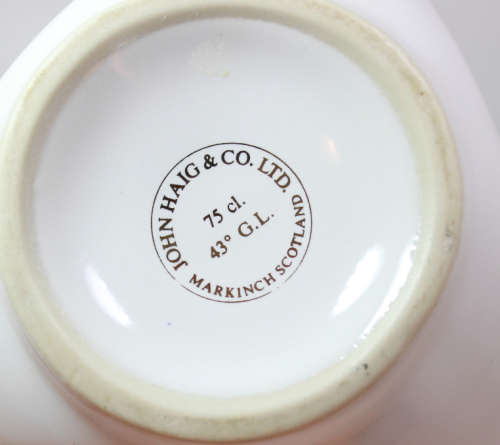 JOHN HAIG & CO. LTD.
75 cl.
43° G.L.
MARKINCH SCOTLAND